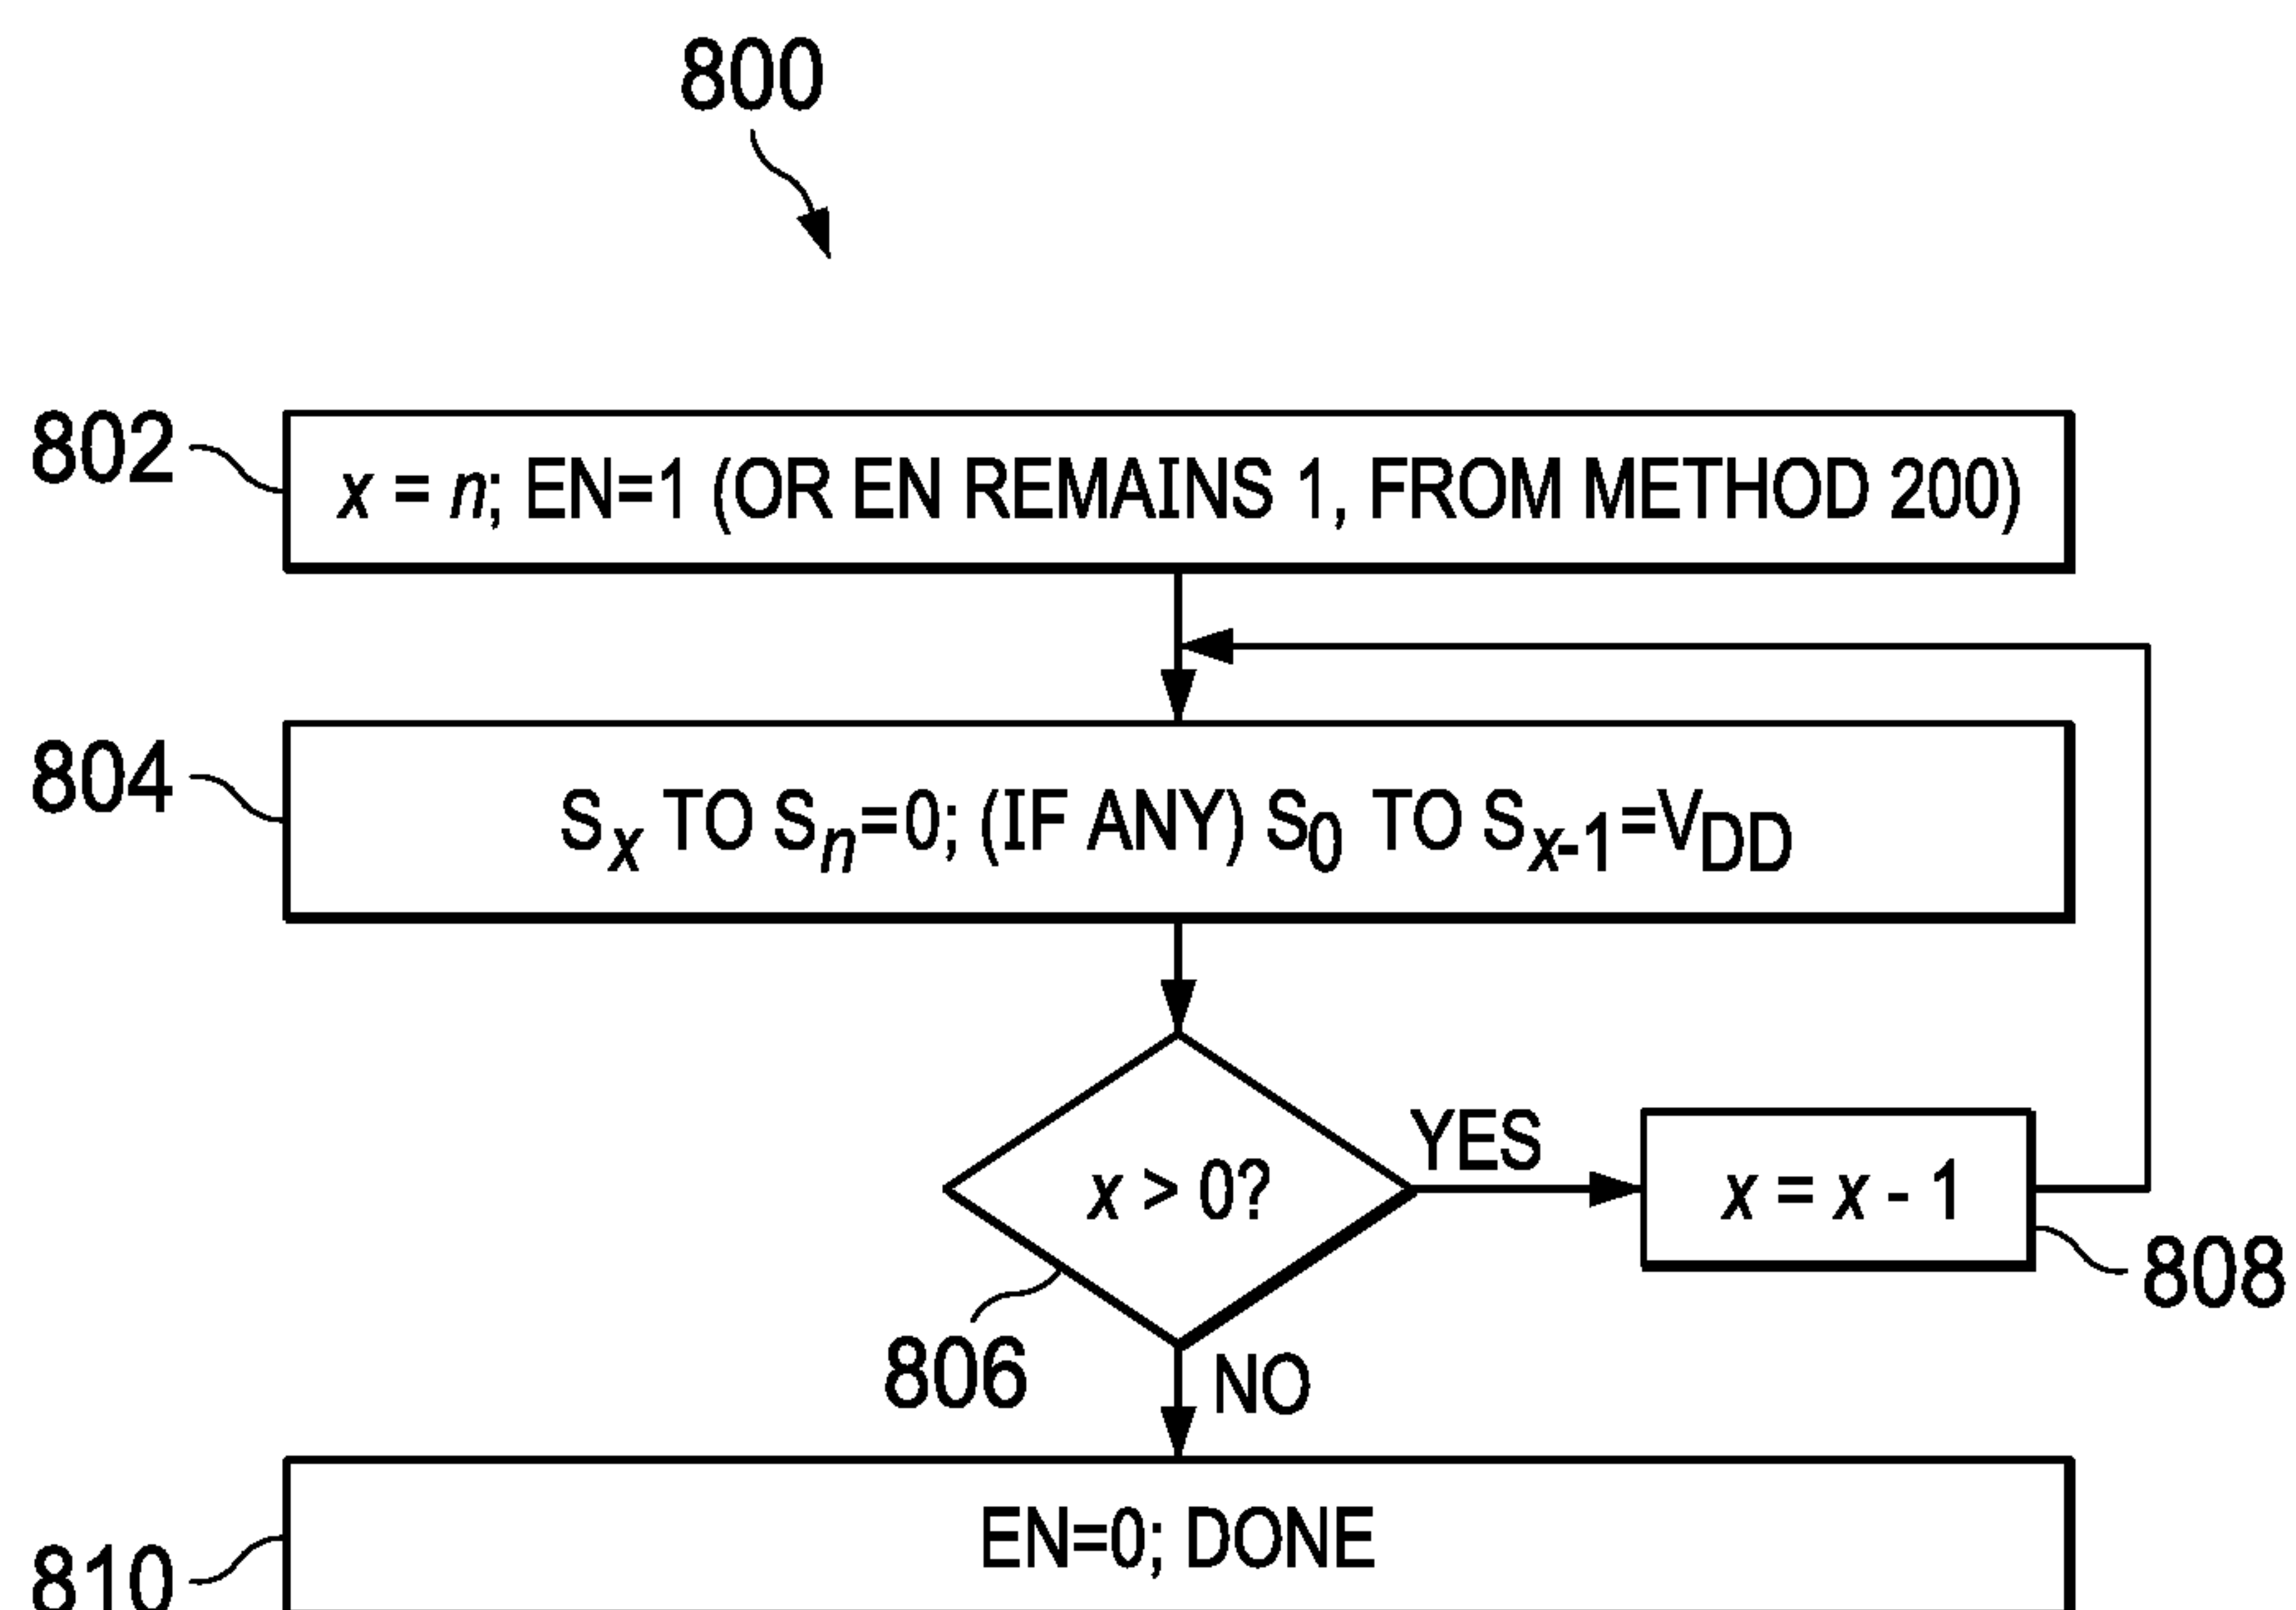 800
802
x = n; EN=1 (OR EN REMAINS 1, FROM METHOD 200)
804
Sx TO Sn=0; (IF ANY) S0 TO Sx-1=VDD
YES
x > 0?
x = x - 1
808
806
NO
EN=0; DONE
810